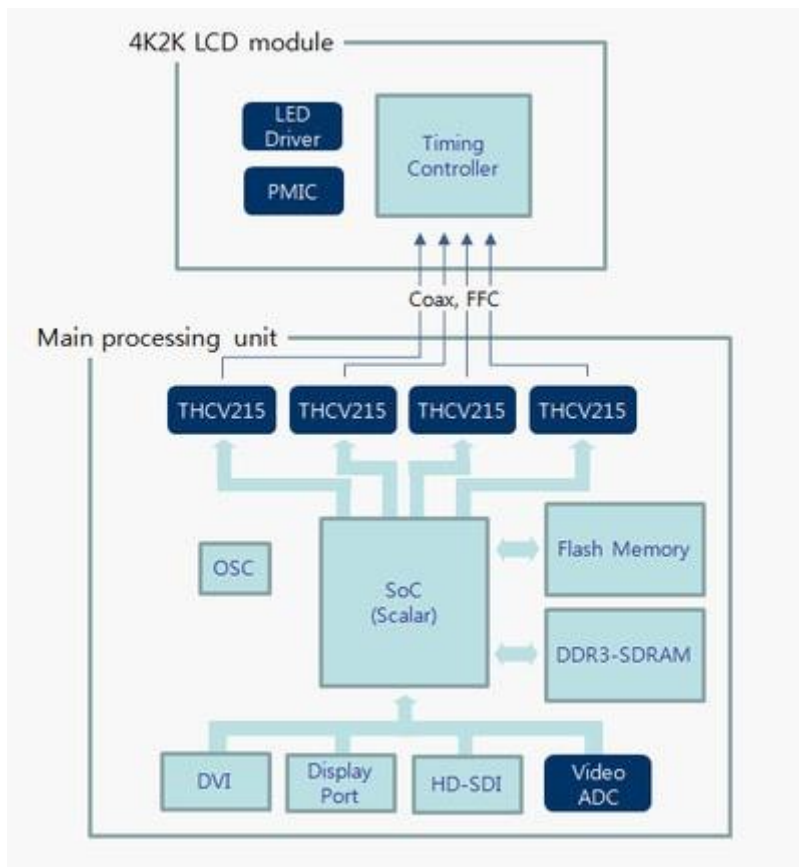 4K2K LCD module
LED
Driver
PMIC
Timing
Controller
Coax, FFC
Main processing unit
THCV215
THCV215
THCV215
THCV215
OSC
SoC
(Scalar)
Flash Memory
DDR3-SDRAM
DVI
Display
Port
HD-SDI
Video
ADC